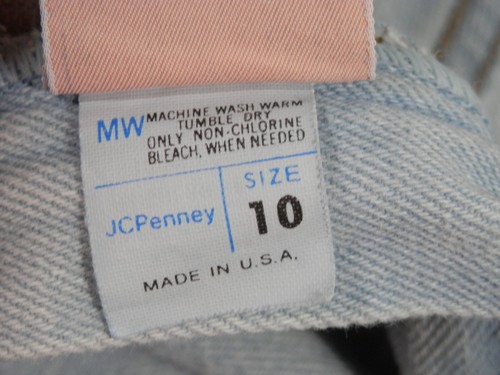 MW MACHINE WASH WARM
TUMBLE DRY
ONLY NON-CHLORINE
BLEACH, WHEN NEEDED
JCPenney
SIZE
10
MADE IN U.S.A.